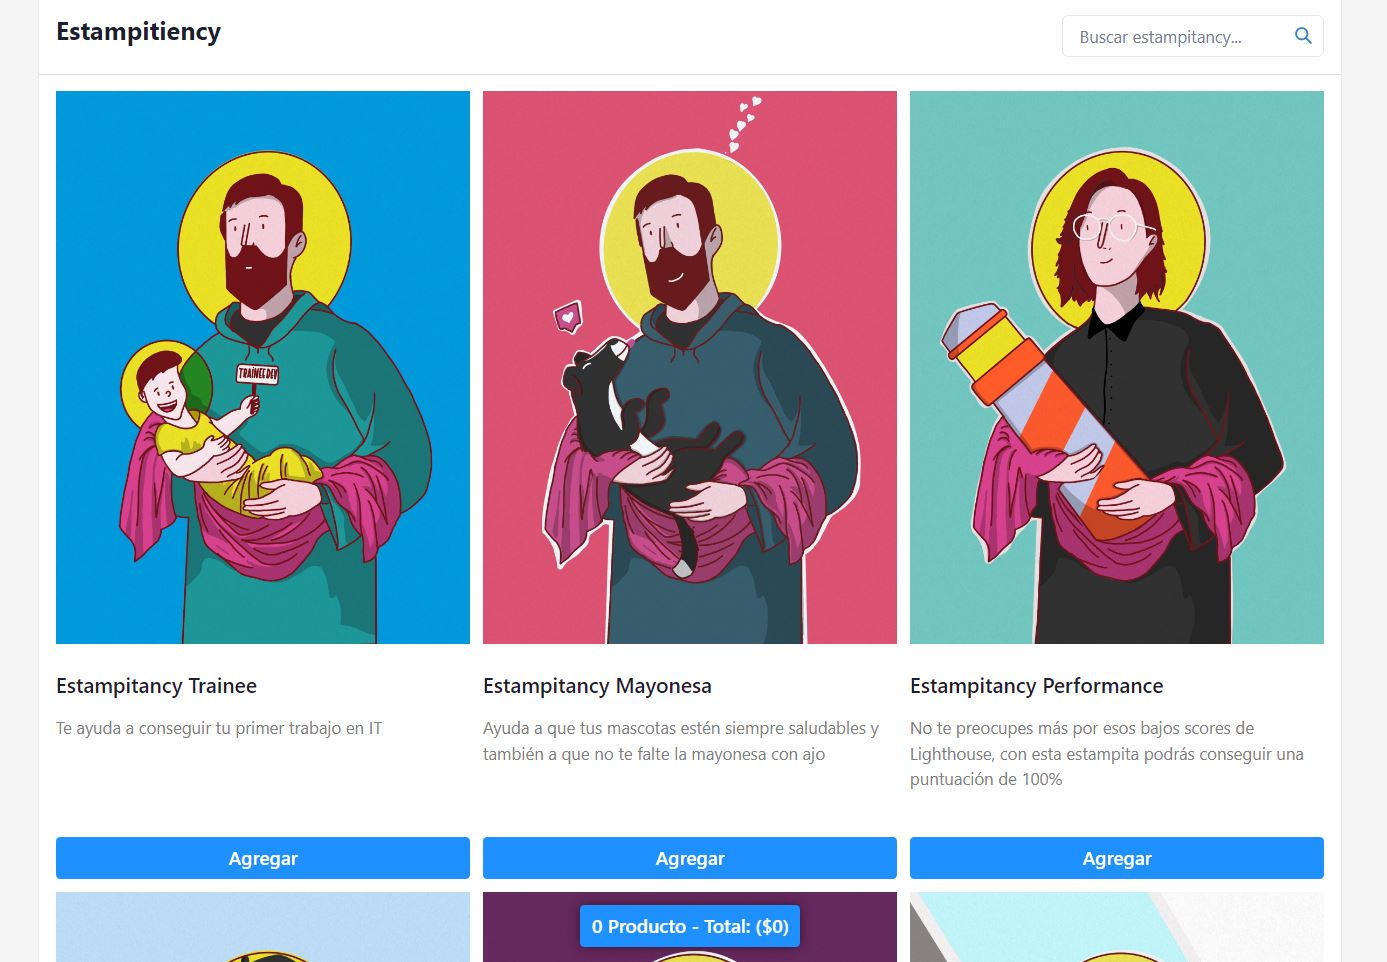 Estampitiency
Buscar estampitancy...
TRAINEE DEV
Estampitancy Trainee
Te ayuda a conseguir tu primer trabajo en IT
Agregar
Estampitancy Mayonesa
Ayuda a que tus mascotas estén siempre saludables y
también a que no te falte la mayonesa con ajo
Agregar
Estampitancy Performance
No te preocupes más por esos bajos scores de
Lighthouse, con esta estampita podrás conseguir una
puntuación de 100%
Agregar
0 Producto - Total: ($0)